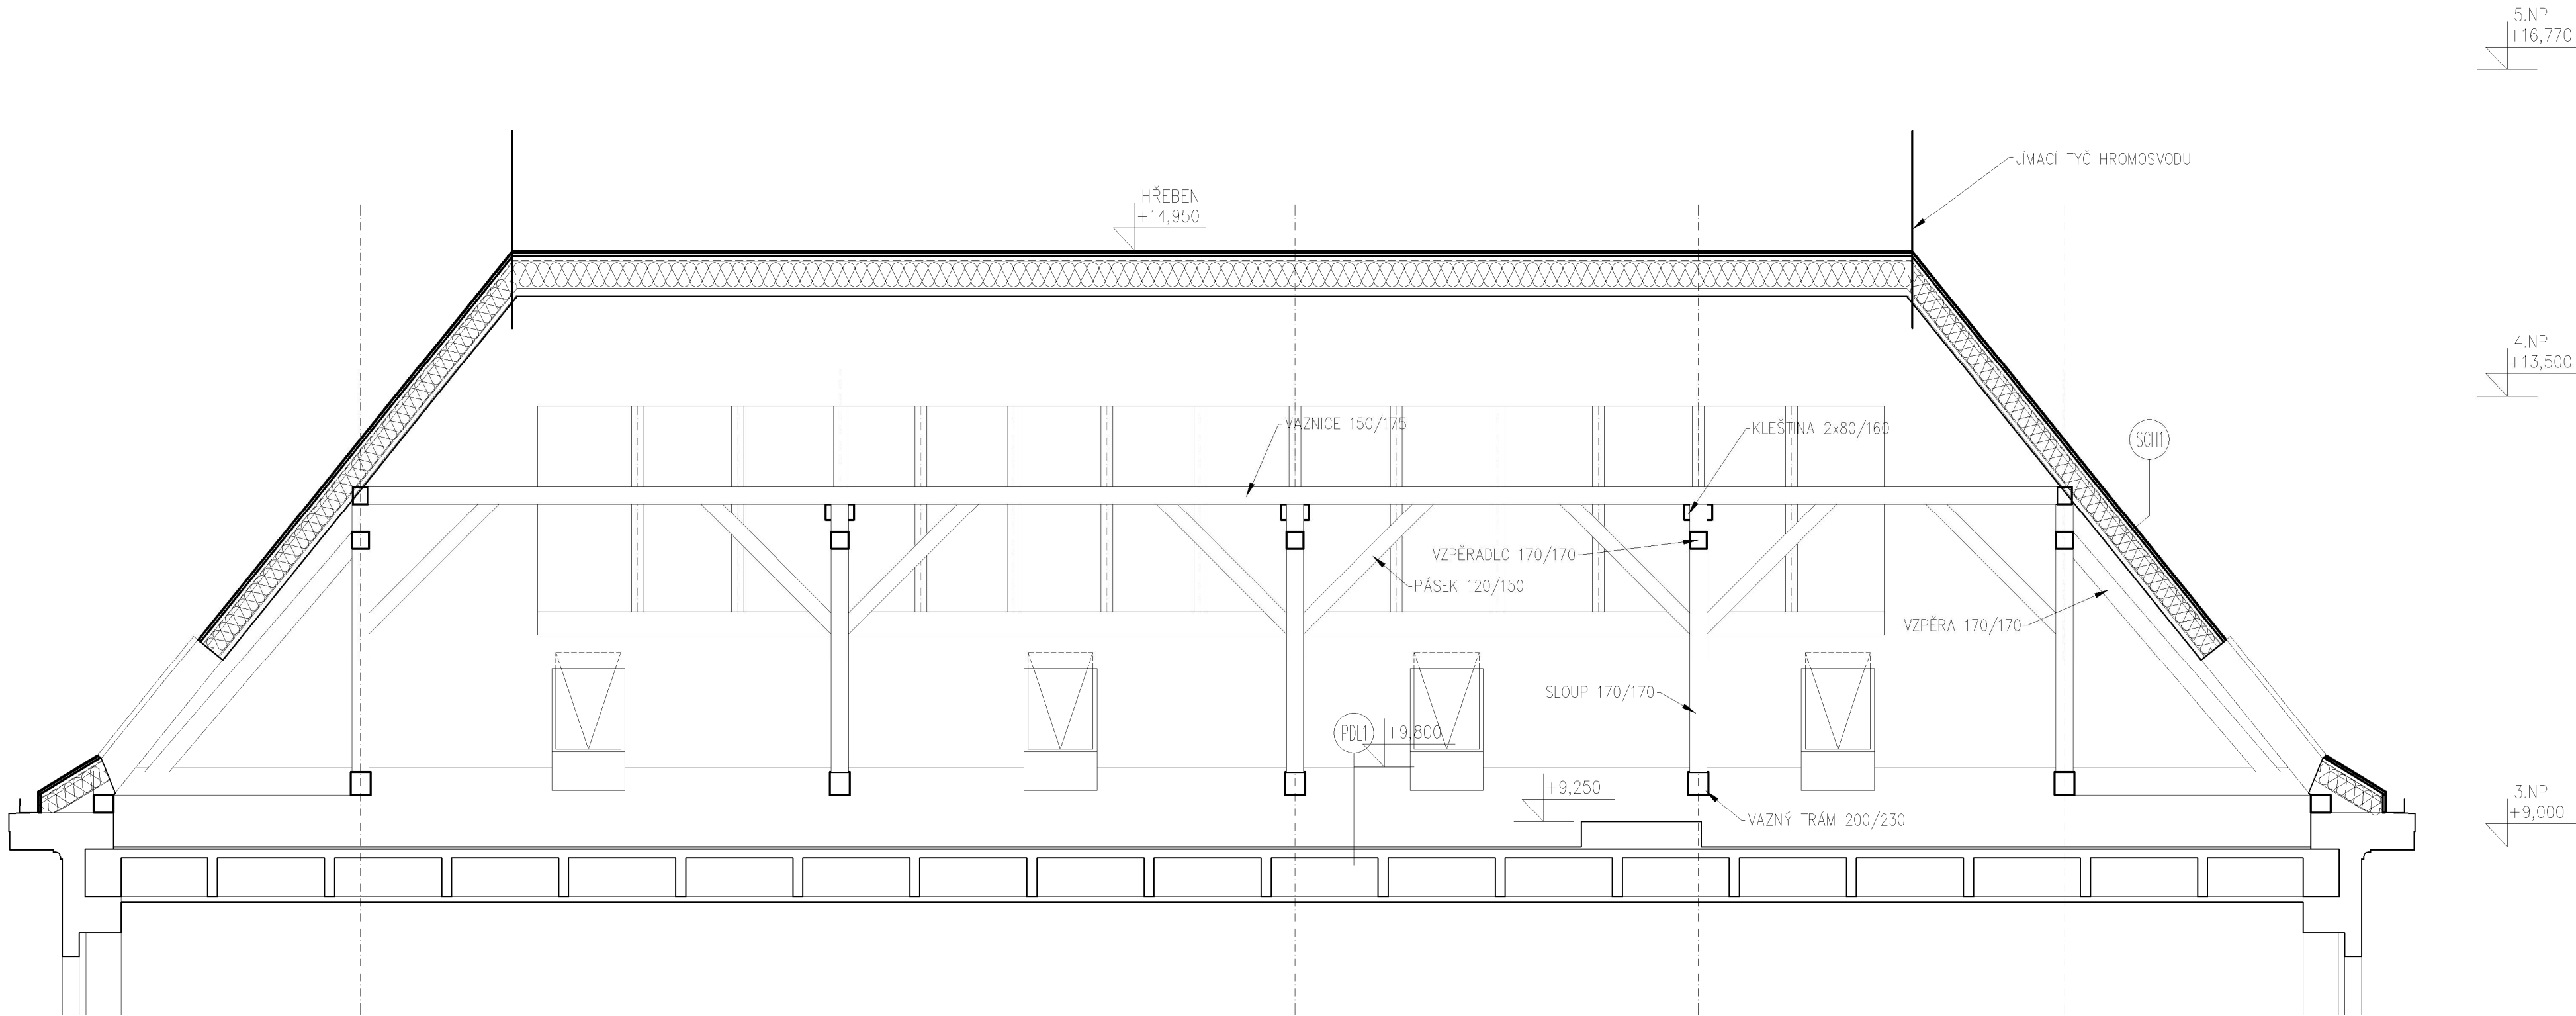 5.NP
+16,770
JÍMACÍ TYČ HROMOSVODU
HŘEBEN
+14,950
4.NP
+13,500
VAZNICE 150/175
KLEŠTINA 2x80/160
SCH1
VZPĚRADLO 170/170
PÁSEK 120/150
VZPĚRA 170/170
SLOUP 170/170
PDL1
+9,800
+9,250
3.NP
+9,000
VAZNÝ TRÁM 200/230